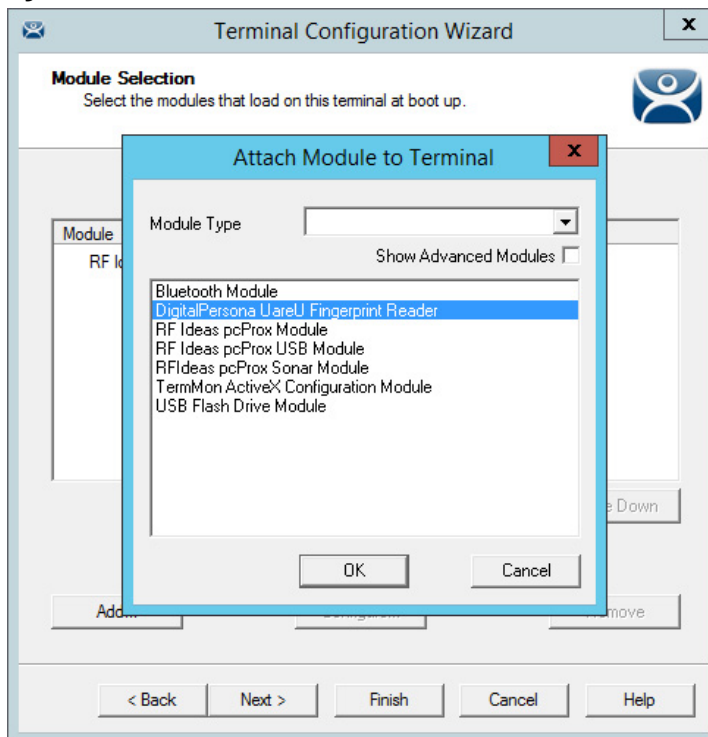 Terminal Configuration Wizard
x
Module Selection
Select the modules that load on this terminal at boot up.
Attach Module to Terminal
x
Module Type
Show Advanced Modules
Module
RF
Bluetooth Module
DigitalPersona UareU Fingerprint Reader
RF Ideas pcProx Module
RF Ideas pcProx USB Module
RFIdeas pcProx Sonar Module
TermMon ActiveX Configuration Module
USB Flash Drive Module
Down
OK
Cancel
Add...
< Back
Next >
Finish
Cancel
Help